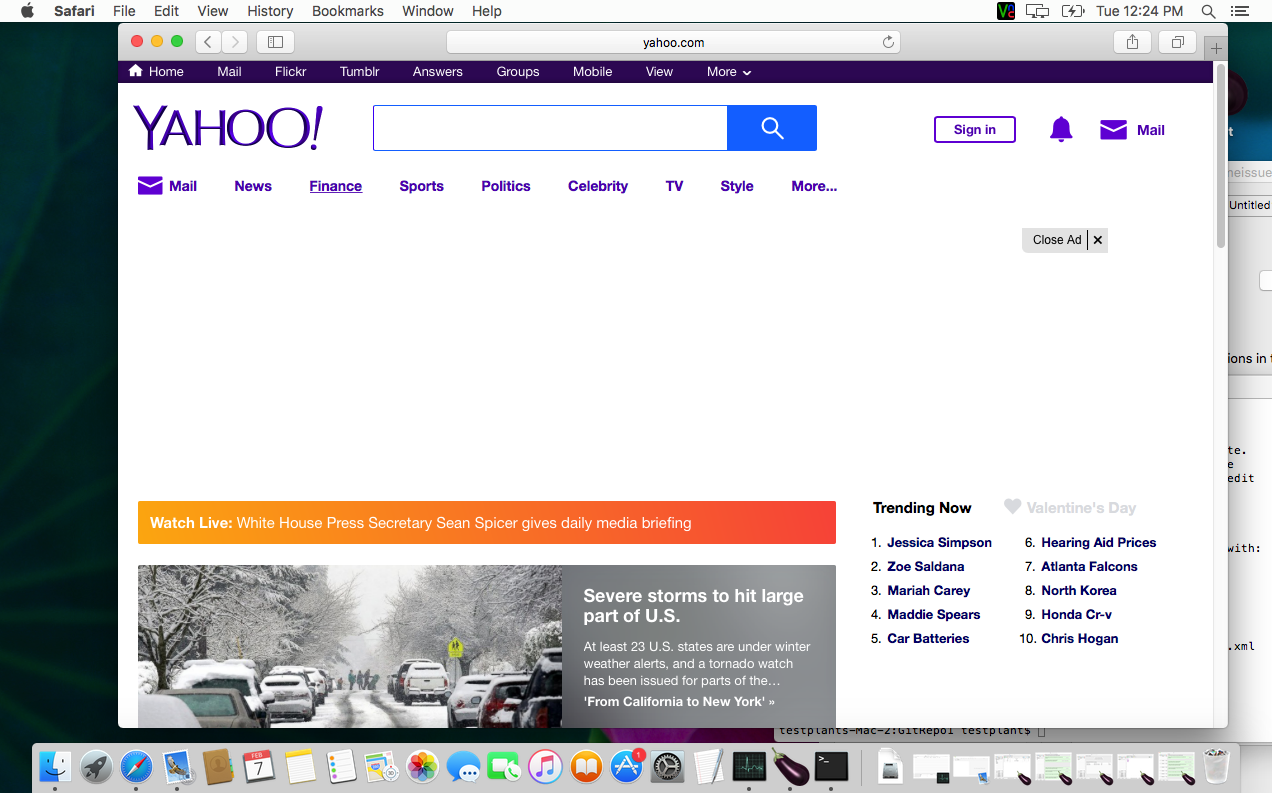 Safari File Edit View History Bookmarks Window Help Tue 12:24 PM
yahoo.com
Home Mail Flickr Tumblr Answers Groups Mobile View More
YAHOO!
Sign in
Mail
Mail News Finance Sports Politics Celebrity TV Style More...
neissue
Untitled
Close Ad
ions in t
te.
e
edit
Watch Live: White House Press Secretary Sean Spicer gives daily media briefing
Trending Now Valentine's Day
1. Jessica Simpson
2. Zoe Saldana
3. Mariah Carey
4. Maddie Spears
5. Car Batteries
6. Hearing Aid Prices
7. Atlanta Falcons
8. North Korea
9. Honda Cr-v
10. Chris Hogan
with:
.xml
Severe storms to hit large
part of U.S.
At least 23 U.S. states are under winter
weather alerts, and a tornado watch
has been issued for parts of the…
'From California to New York' »
testplants-Mac-2:GitRepo1 testplant$
FEB
7
1